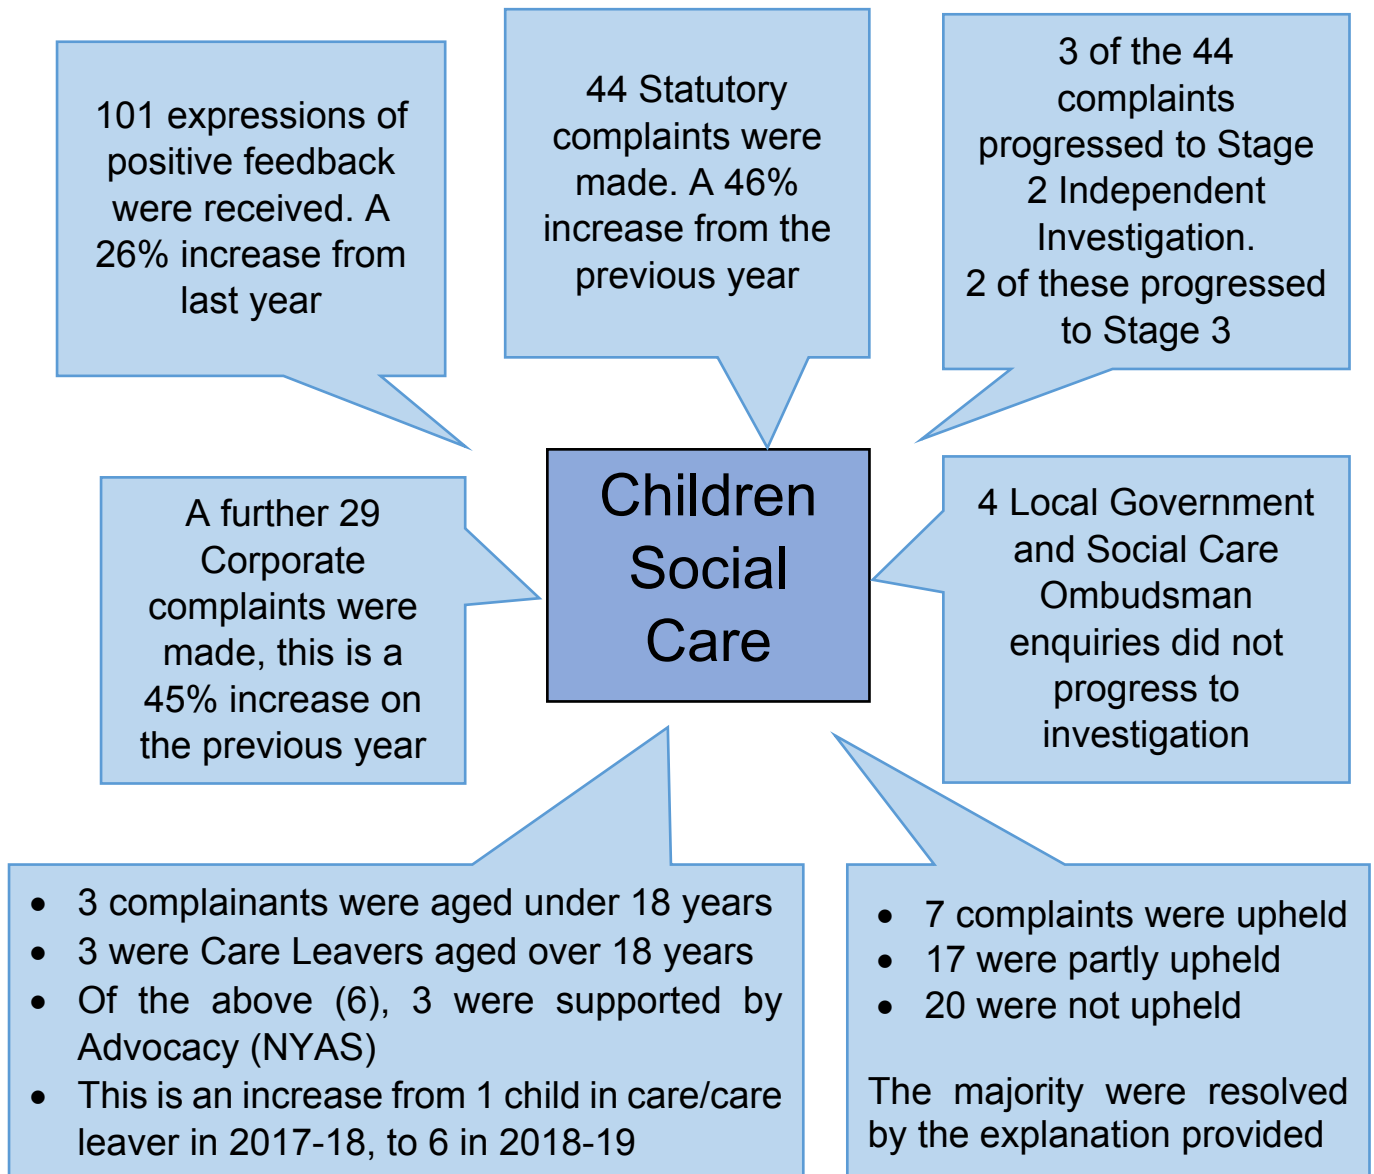 101 expressions of
positive feedback
were received. A
26% increase from
last year
44 Statutory
complaints were
made. A 46%
increase from the
previous year
3 of the 44
complaints
progressed to Stage
2 Independent
Investigation.
2 of these progressed
to Stage 3
A further 29
Corporate
complaints were
made, this is a
45% increase on
the previous year
Children
Social
Care
4 Local Government
and Social Care
Ombudsman
enquiries did not
progress to
investigation
• 3 complainants were aged under 18 years
• 3 were Care Leavers aged over 18 years
• Of the above (6), 3 were supported by
Advocacy (NYAS)
• This is an increase from 1 child in care/care
leaver in 2017-18, to 6 in 2018-19
• 7 complaints were upheld
• 17 were partly upheld
• 20 were not upheld
The majority were resolved
by the explanation provided